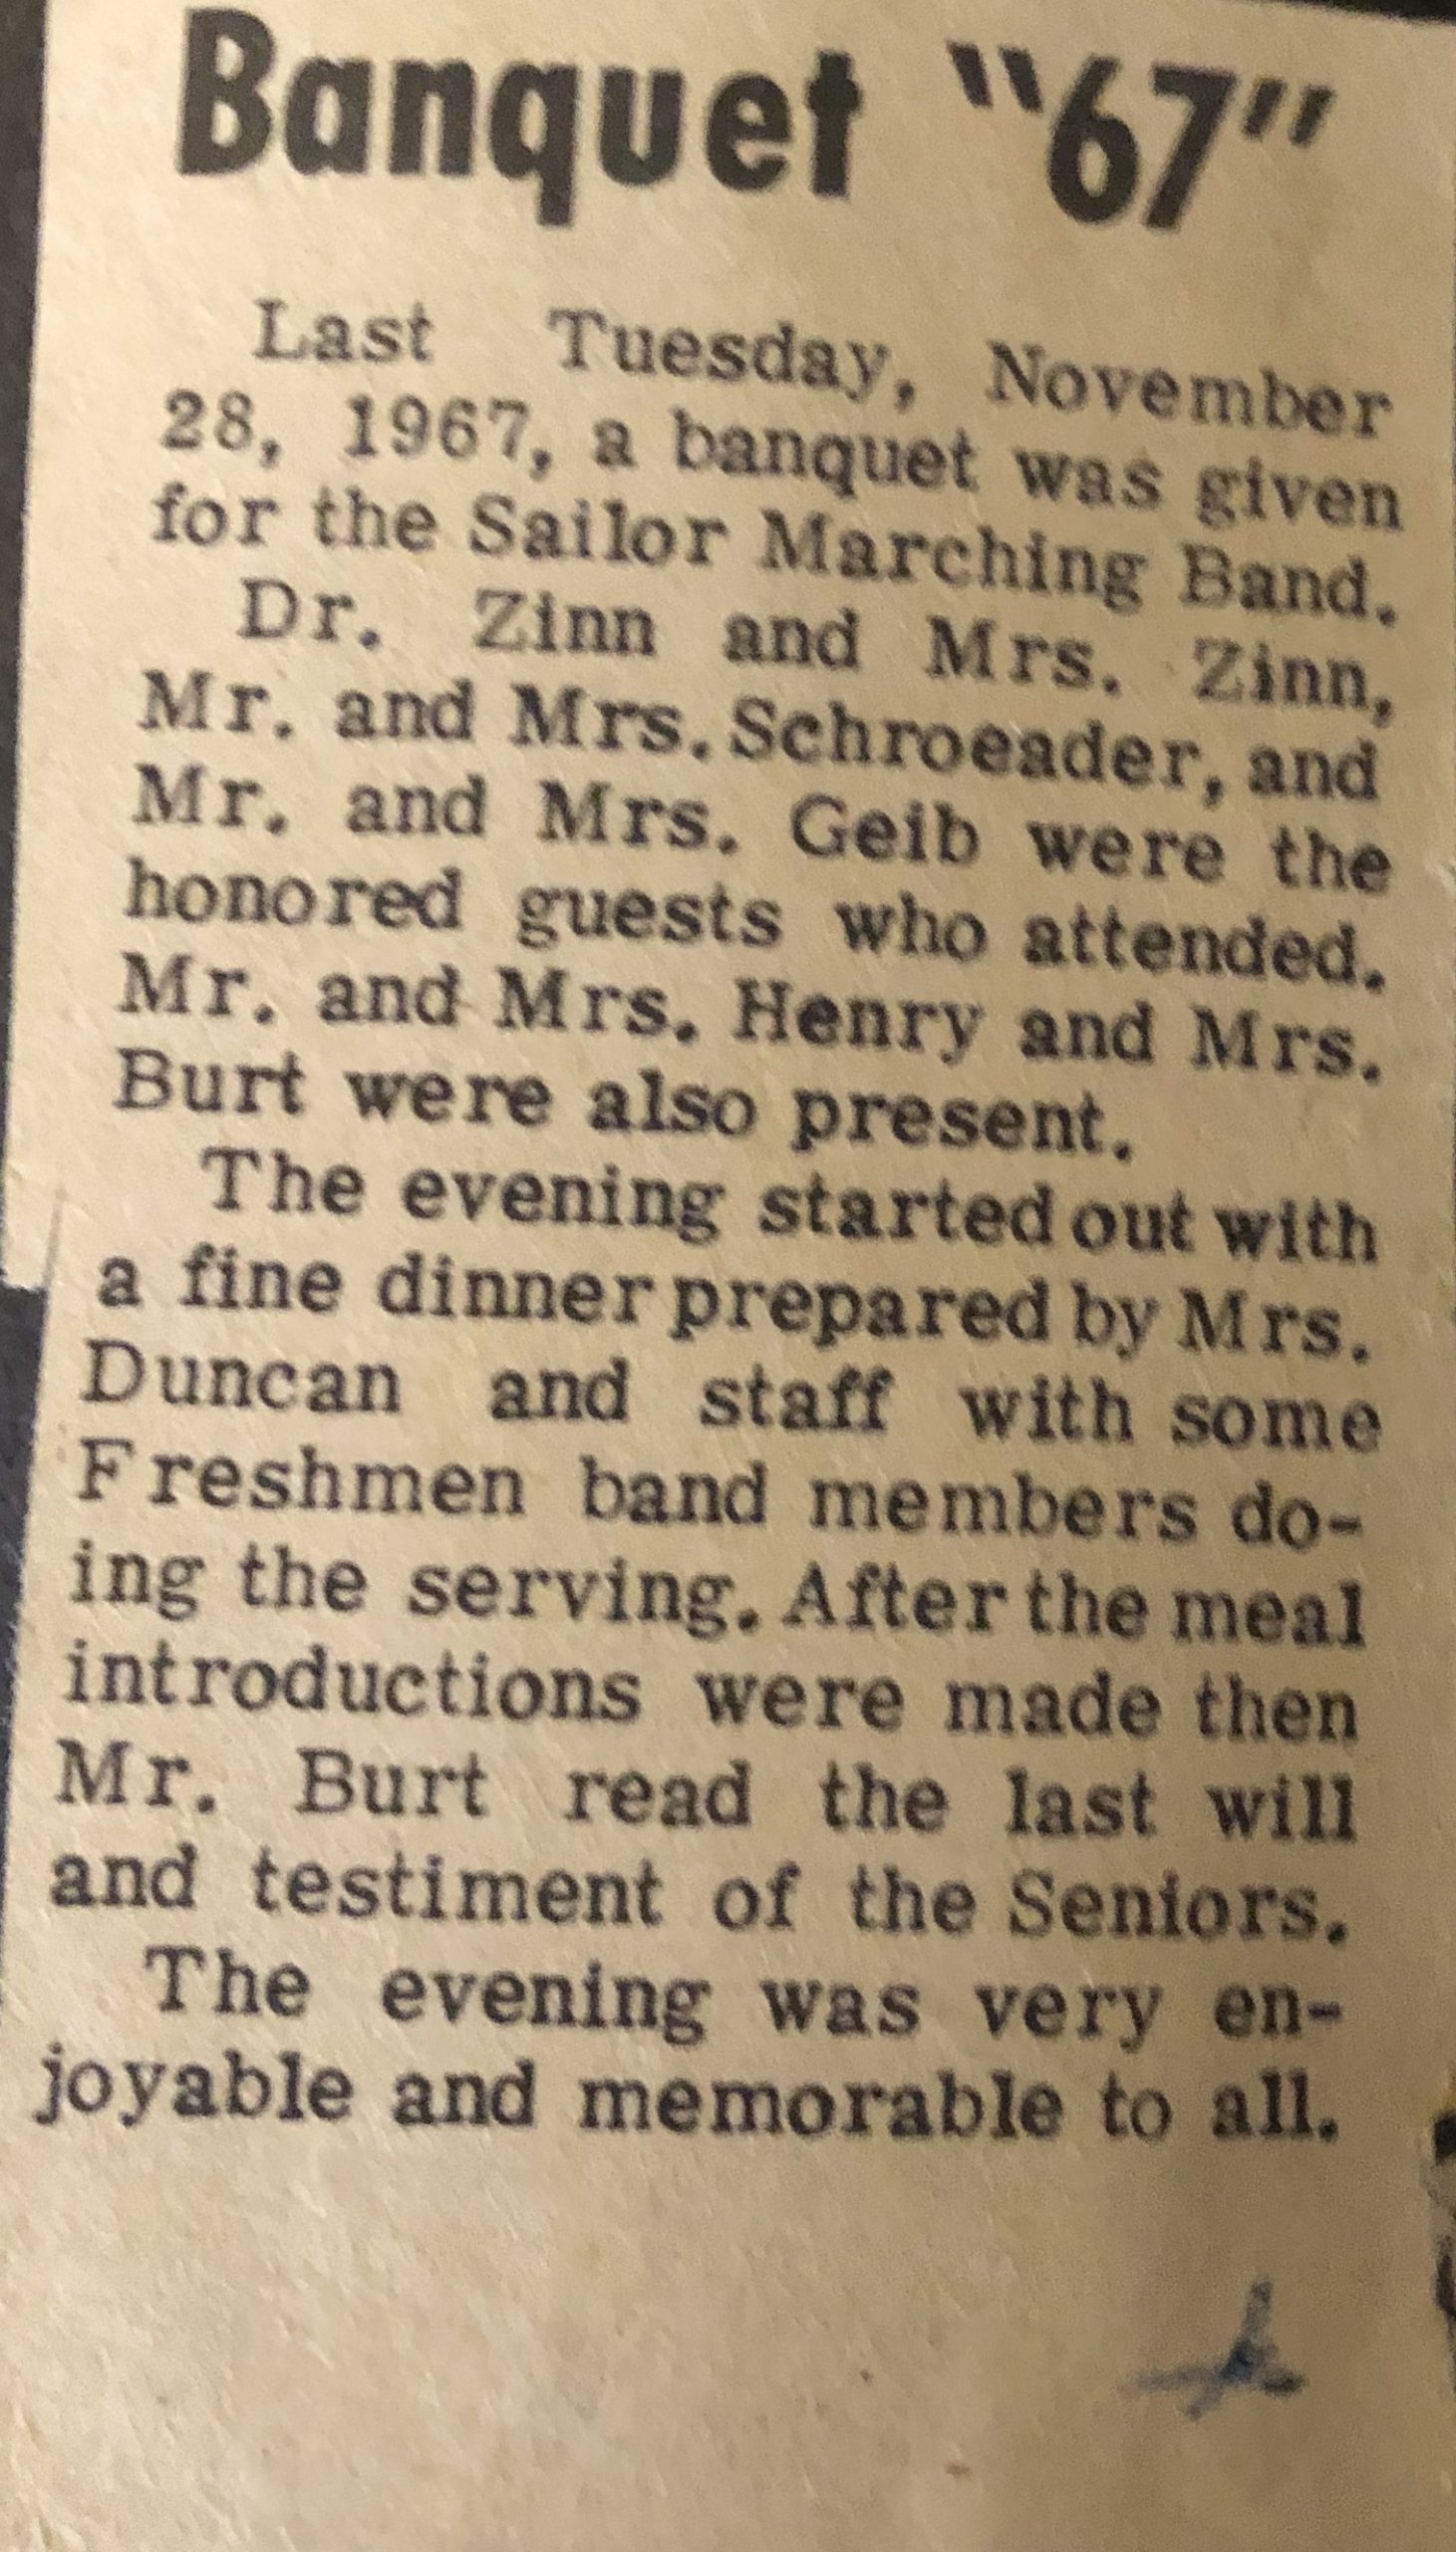 Banquet "67"
Last Tuesday, November
28, 1967, a banquet was given
for the Sailor Marching Band.
Dr. Zinn and Mrs. Zinn,
Mr. and Mrs. Schroeader, and
Mr. and Mrs. Geib were the
honored guests who attended.
Mr. and Mrs. Henry and Mrs.
Burt were also present.
The evening started out with
a fine dinner prepared by Mrs.
Duncan and staff with some
Freshmen band members do-
ing the serving. After the meal
introductions were made then
Mr. Burt read the last will
and testiment of the Seniors.
The evening was very en-
joyable and memorable to all.